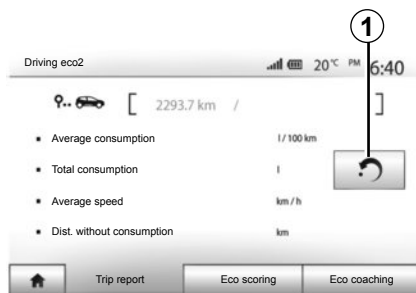 1
Driving eco2 20°C PM 6:40
[ 2293.7 km / ]
Average consumption l/100 km
Total consumption l
Average speed km/h
Dist. without consumption km
Trip report Eco scoring Eco coaching